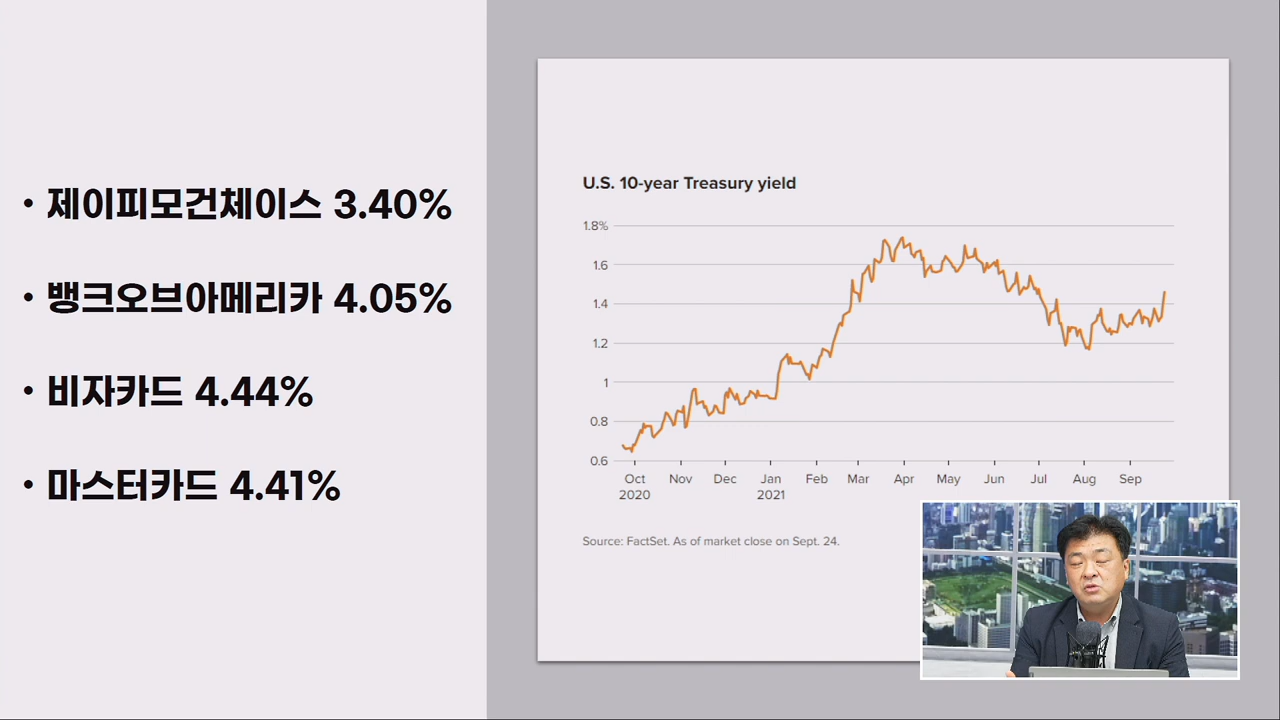 • 제이피모건체이스 3.40%
• 뱅크오브아메리카 4.05%
• 비자카드 4.44%
• 마스터카드 4.41%
U.S. 10-year Treasury yield
1.8%
1.6
1.4
1.2
1
0.8
0.6
Oct Nov Dec Jan Feb Mar Apr May Jun Jul Aug Sep
2020 2021
Source: FactSet. As of market close on Sept. 24.